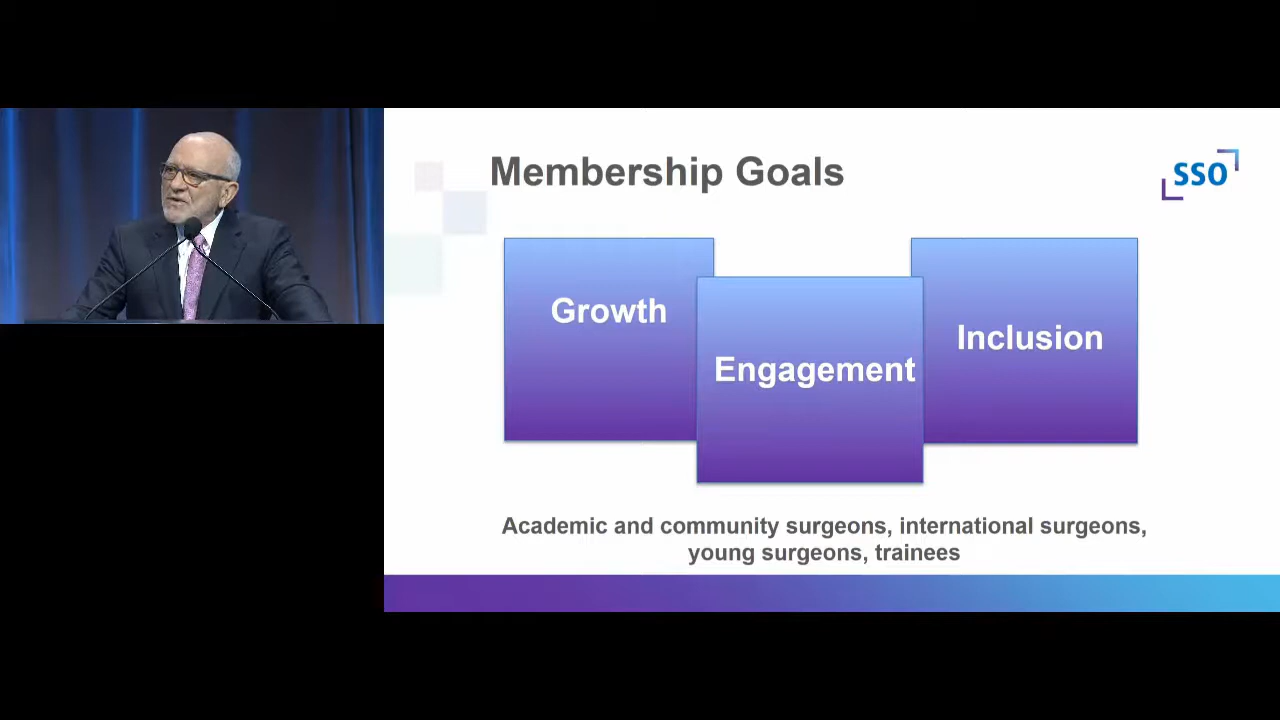 Membership Goals
SSO
Growth
Engagement
Inclusion
Academic and community surgeons, international surgeons,
young surgeons, trainees